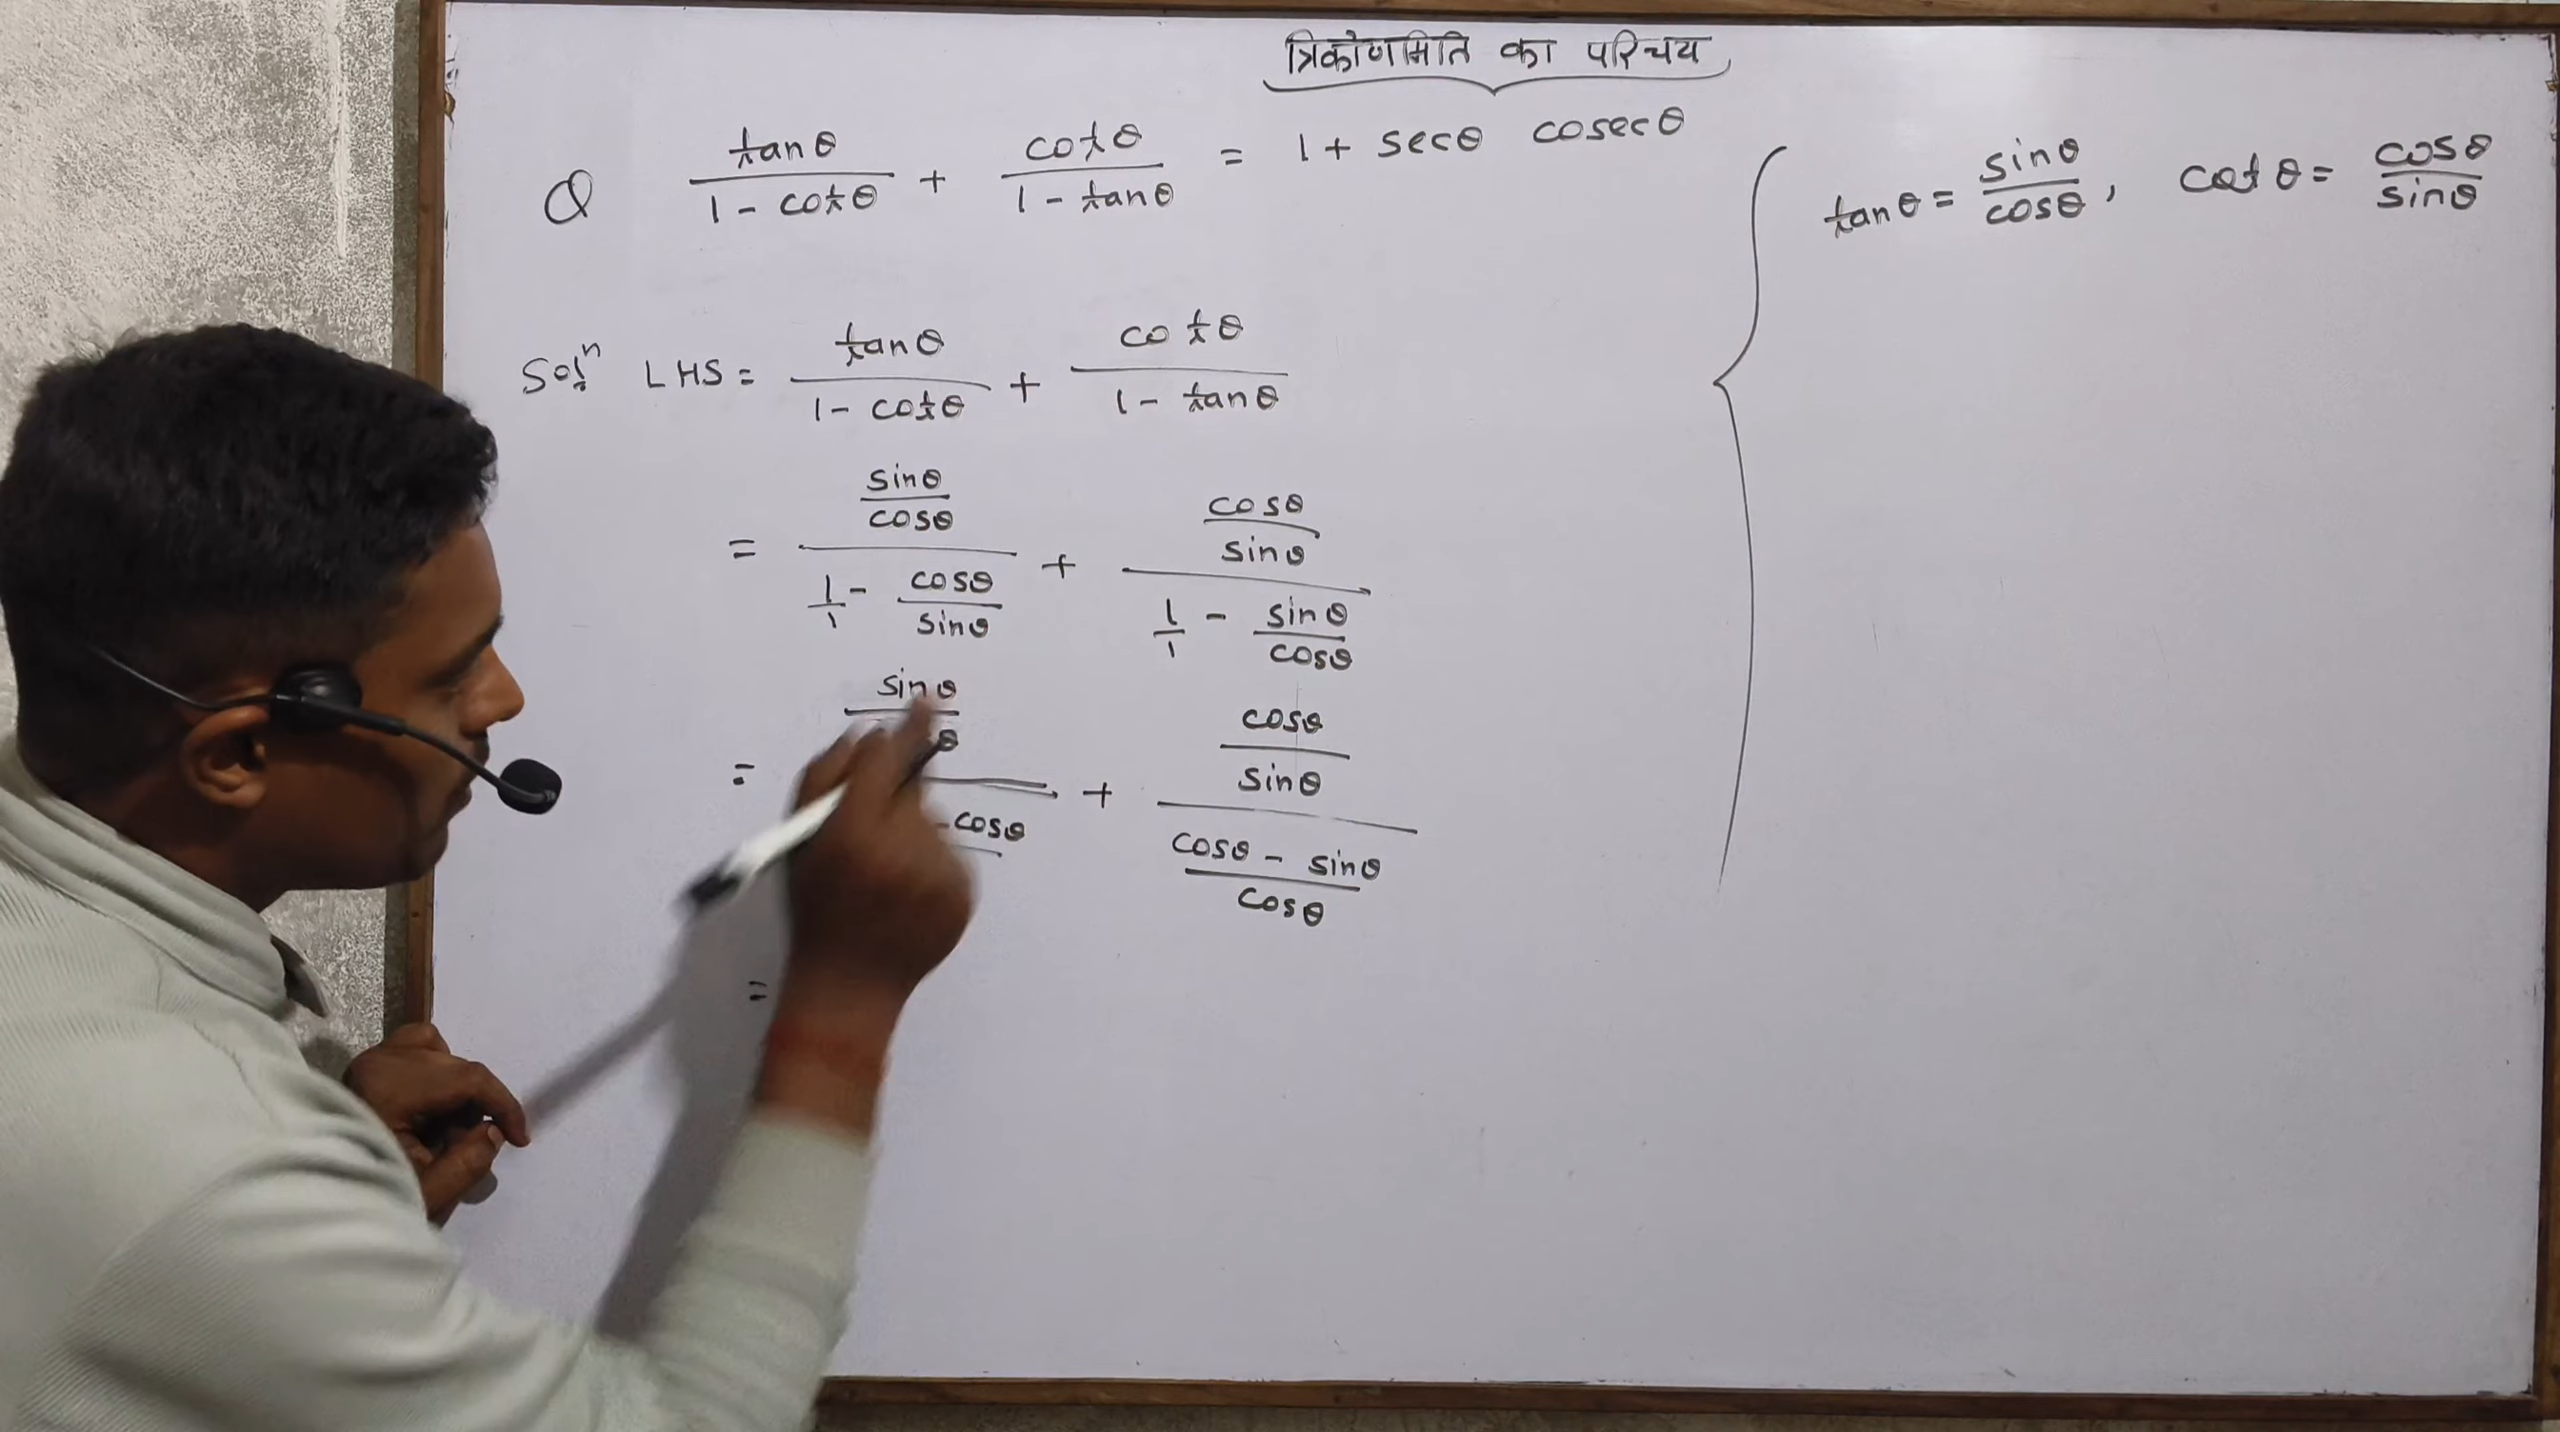 त्रिकोणमिति का परिचय
Q tanθ / (1 - cotθ) + cotθ / (1 - tanθ) = 1 + secθ cosecθ
tanθ = sinθ / cosθ, cotθ = cosθ / sinθ
Solⁿ LHS = tanθ / (1 - cotθ) + cotθ / (1 - tanθ)
= (sinθ / cosθ) / (1/1 - cosθ / sinθ) + (cosθ / sinθ) / (1/1 - sinθ / cosθ)
= sinθ / θ - cosθ + (cosθ / sinθ) / ((cosθ - sinθ) / cosθ)
=